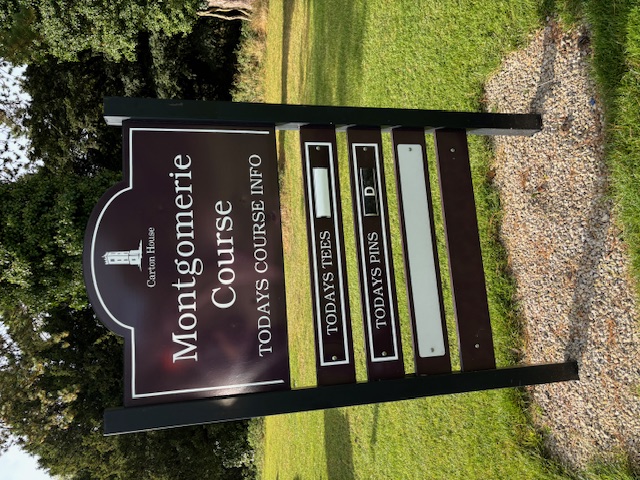 Carton House
Montgomerie
Course
TODAYS COURSE INFO
TODAYS TEES
TODAYS PINS D